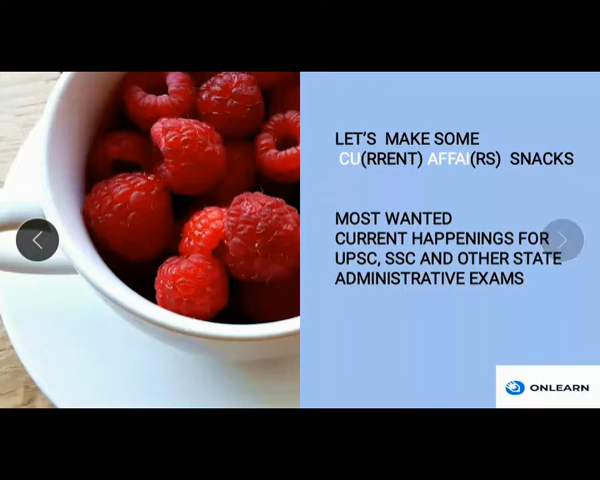 LET'S MAKE SOME
CU(RRENT) AFFAI(RS) SNACKS
MOST WANTED
CURRENT HAPPENINGS FOR
UPSC, SSC AND OTHER STATE
ADMINISTRATIVE EXAMS
ONLEARN